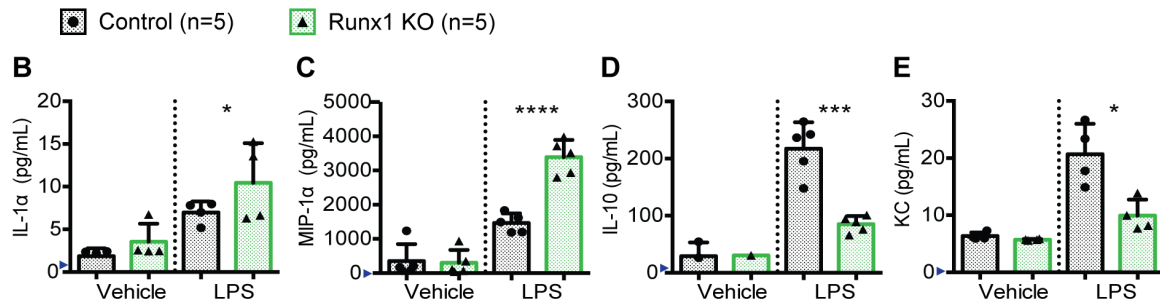 Control (n=5) Runx1 KO (n=5)
B
IL-1α (pg/mL)
20
15
10
5
0
*
Vehicle LPS
C
MIP-1α (pg/mL)
5000
4000
3000
2000
1000
0
****
Vehicle LPS
D
IL-10 (pg/mL)
300
200
100
0
***
Vehicle LPS
E
KC (pg/mL)
30
20
10
0
*
Vehicle LPS